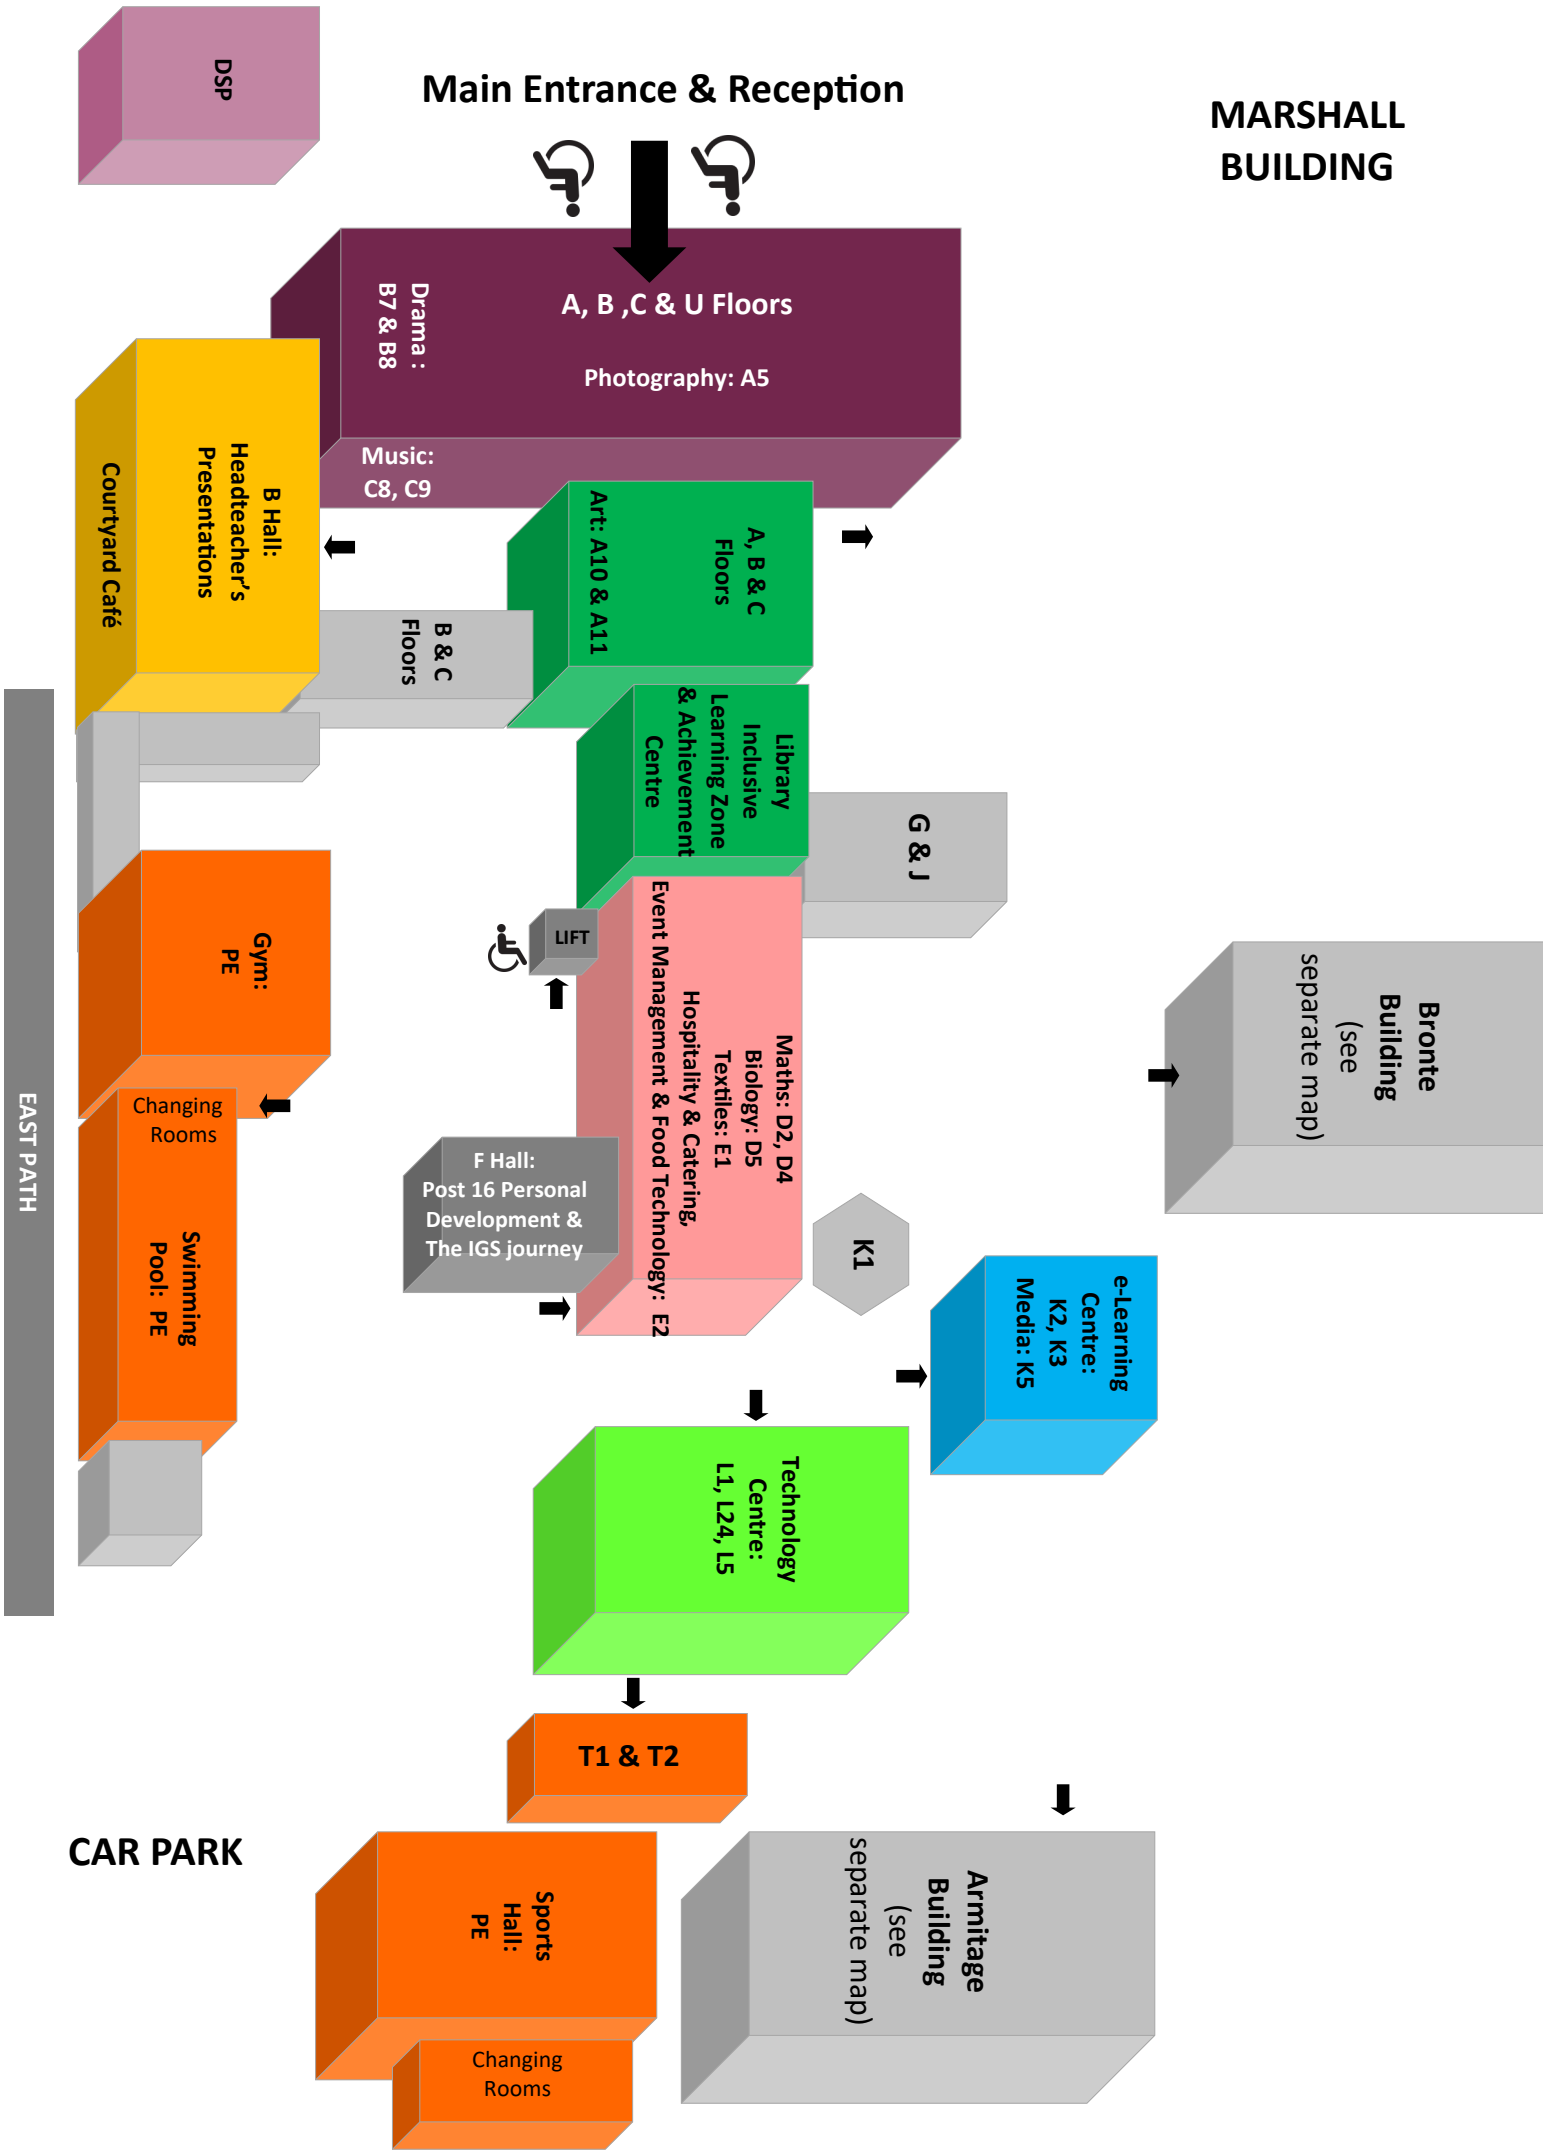 DSP
Main Entrance & Reception
MARSHALL
BUILDING
A, B ,C & U Floors
Photography: A5
Drama :
B7 & B8
Music:
C8, C9
B Hall:
Headteacher’s
Presentations
Courtyard Café
A, B & C
Floors
Art: A10 & A11
B & C
Floors
Library
Inclusive
Learning Zone
& Achievement
Centre
G & J
LIFT
Gym:
PE
Maths: D2, D4
Biology: D5
Textiles: E1
Hospitality & Catering,
Event Management & Food Technology: E2
Bronte
Building
(see
separate map)
EAST PATH
Changing
Rooms
F Hall:
Post 16 Personal
Development &
The IGS journey
K1
Swimming
Pool: PE
e-Learning
Centre:
K2, K3
Media: K5
Technology
Centre:
L1, L24, L5
T1 & T2
CAR PARK
Sports
Hall:
PE
Armitage
Building
(see
separate map)
Changing
Rooms